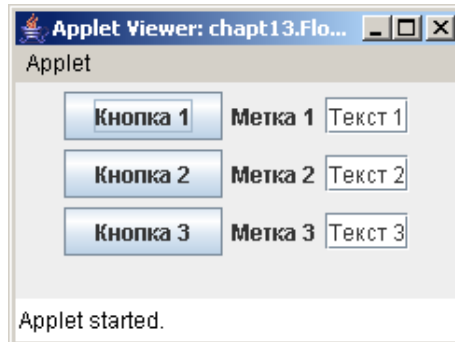 Applet Viewer: chapt13.Flo...
Applet
Кнопка 1 Метка 1 Текст 1
Кнопка 2 Метка 2 Текст 2
Кнопка 3 Метка 3 Текст 3
Applet started.